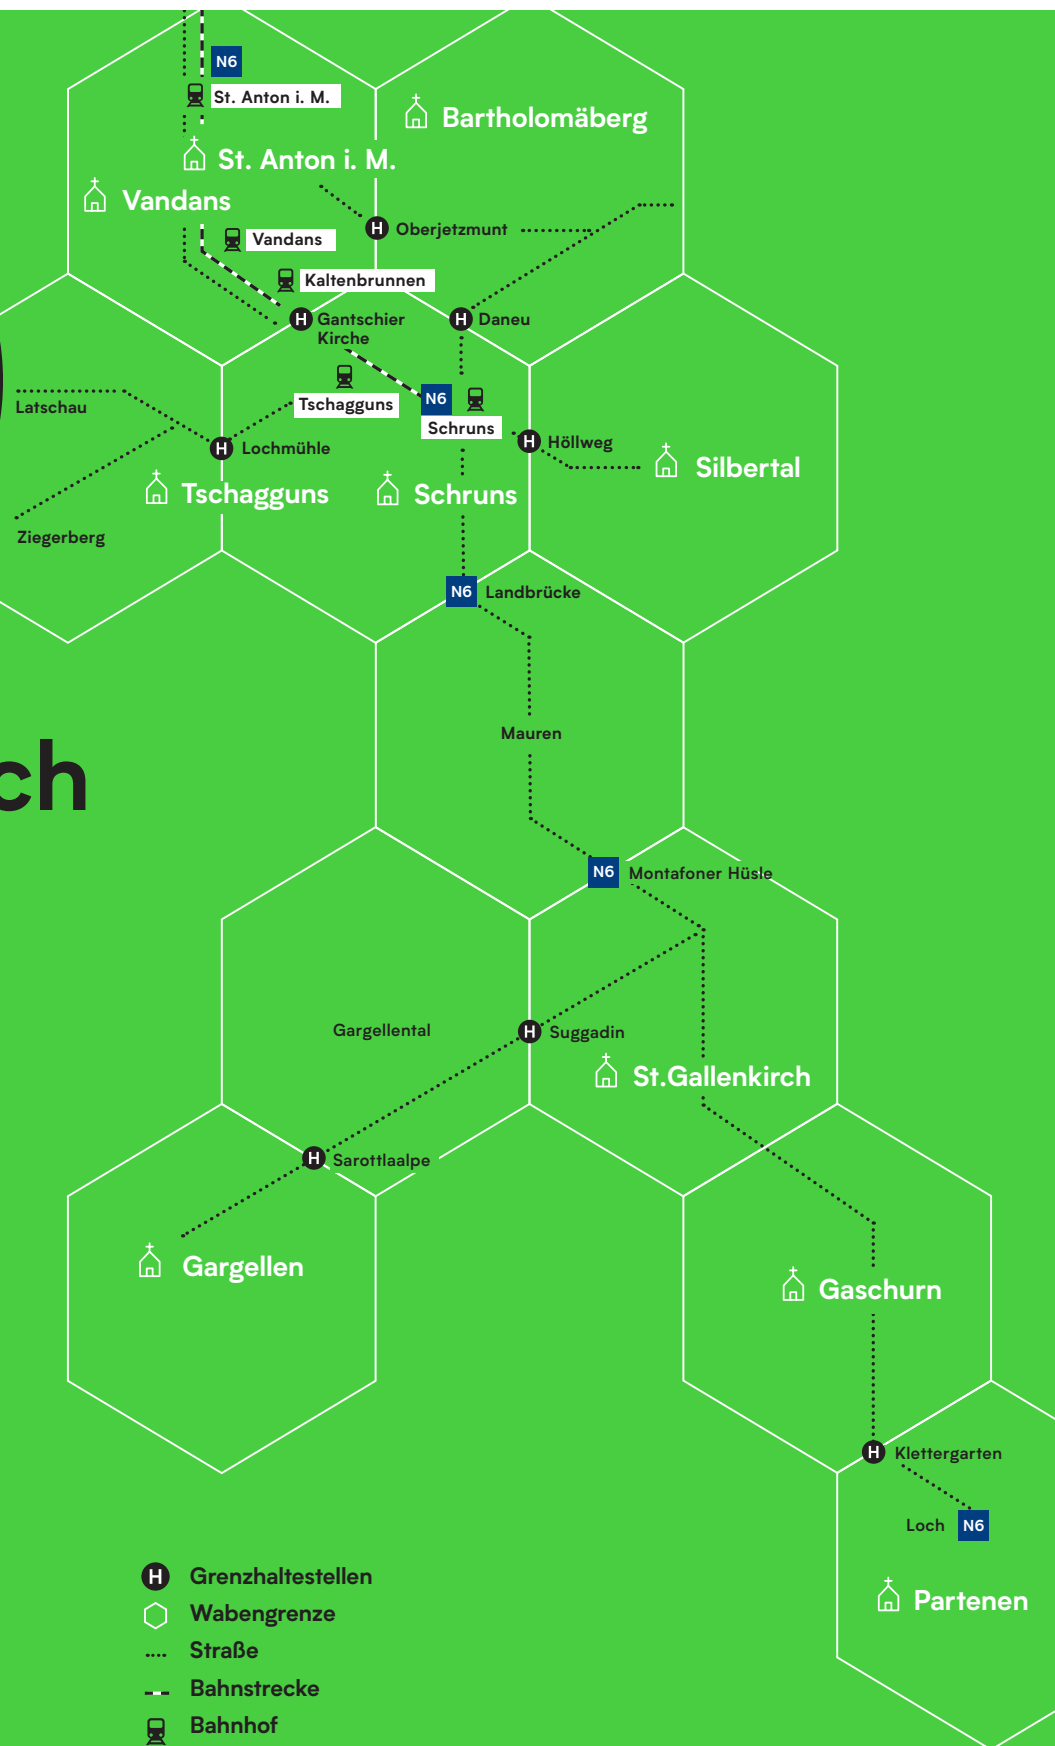 N6
St. Anton i. M.
Bartholomäberg
St. Anton i. M.
Vandans
H Oberjetzmunt
Vandans
Kaltenbrunnen
H Gantschier
Kirche
H Daneu
Latschau
Tschagguns
N6
Schruns
H Lochmühle
H Höllweg
Silbertal
Tschagguns
Schruns
Ziegerberg
N6 Landbrücke
Mauren
ch
N6 Montafoner Hüsle
Gargellental
H Suggadin
St.Gallenkirch
H Sarottlaalpe
Gargellen
Gaschurn
H Klettergarten
Loch N6
Partenen
H Grenzhaltestellen
Wabengrenze
Straße
Bahnstrecke
Bahnhof